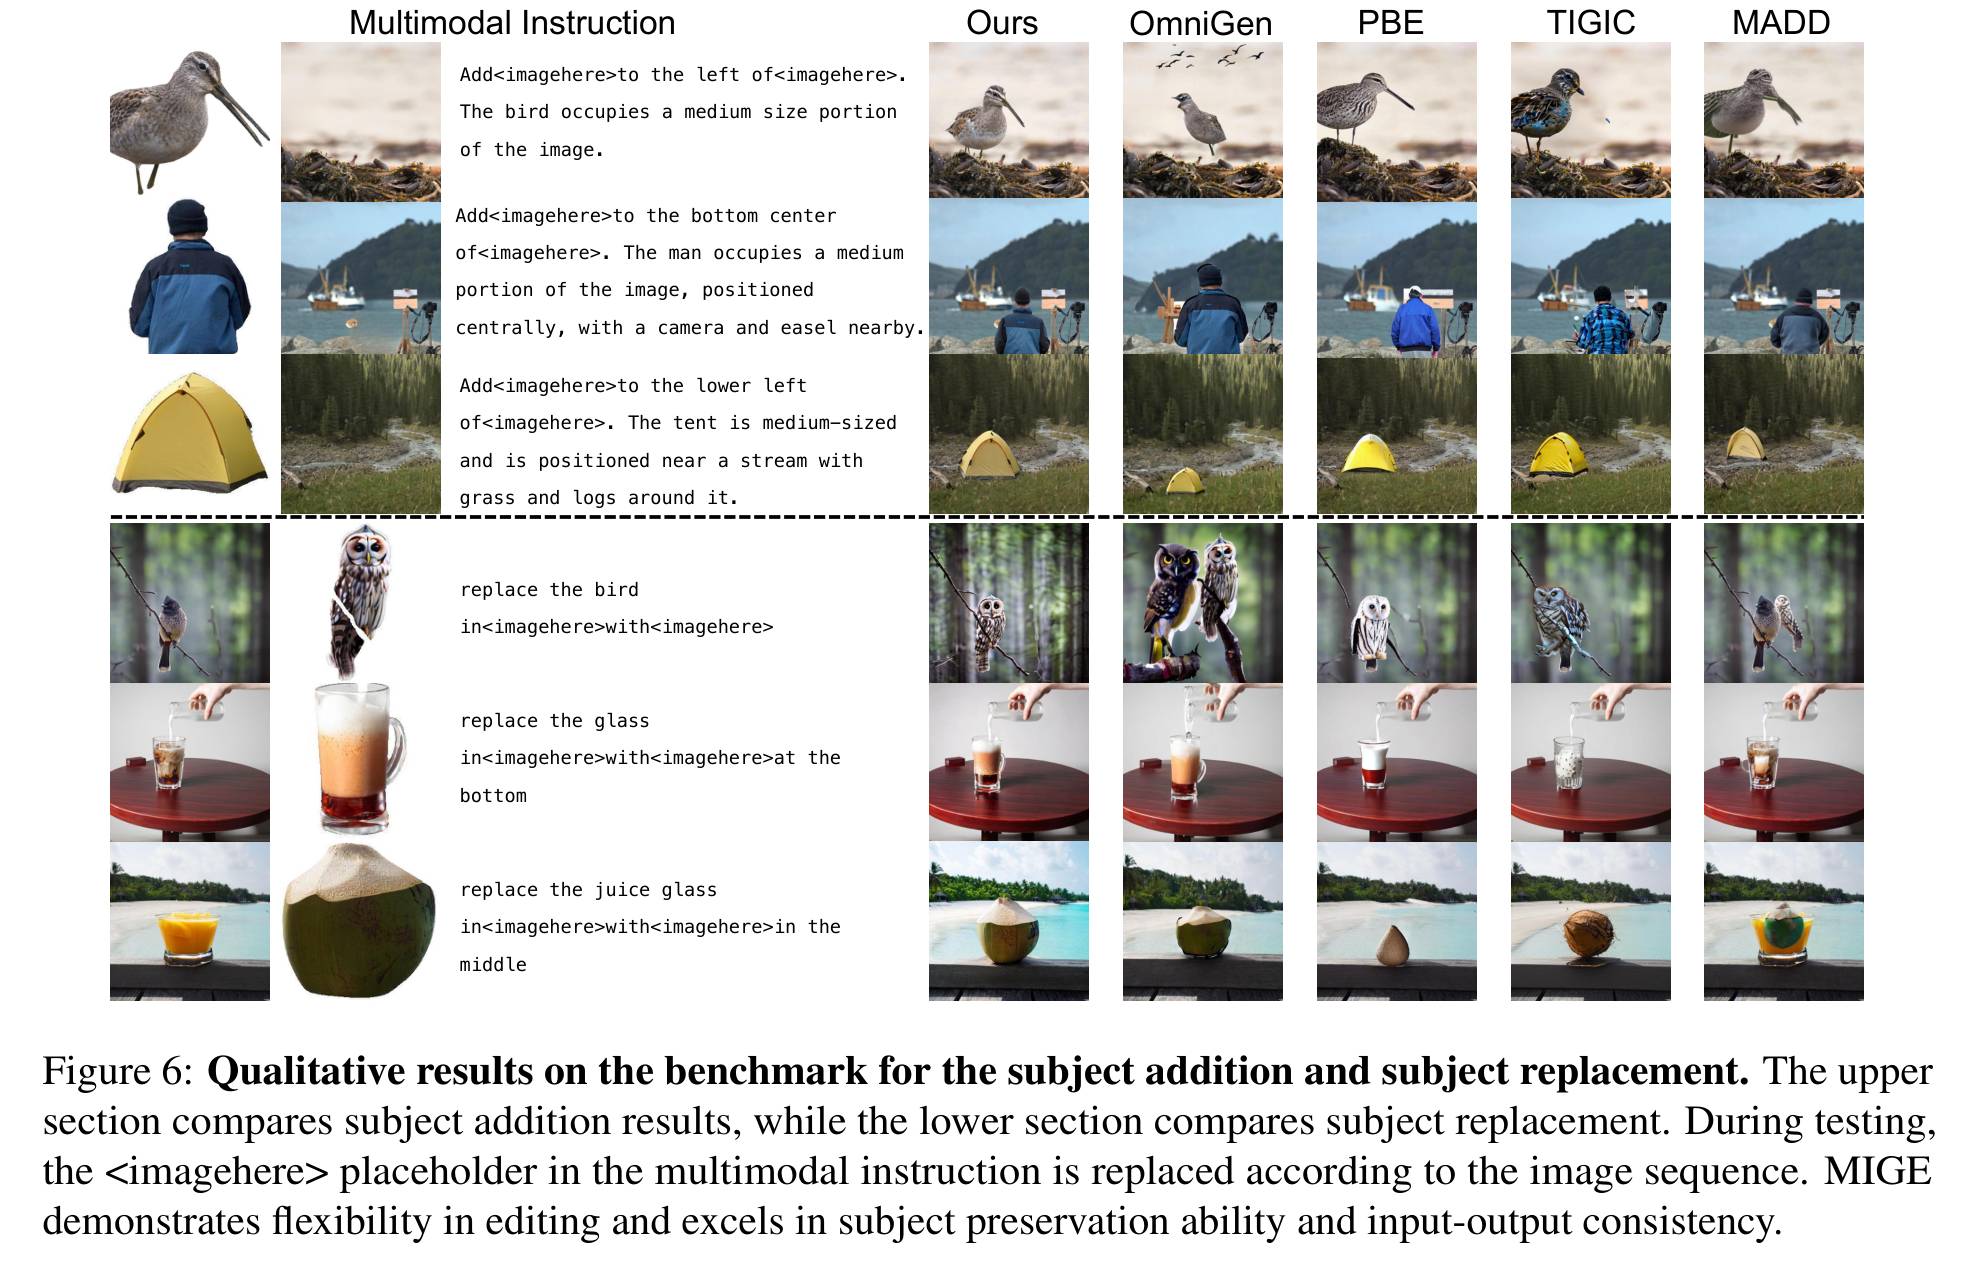 Multimodal Instruction Ours OmniGen PBE TIGIC MADD
Add<imagehere>to the left of<imagehere>.
The bird occupies a medium size portion
of the image.
Add<imagehere>to the bottom center
of<imagehere>. The man occupies a medium
portion of the image, positioned
centrally, with a camera and easel nearby.
Add<imagehere>to the lower left
of<imagehere>. The tent is medium-sized
and is positioned near a stream with
grass and logs around it.
replace the bird
in<imagehere>with<imagehere>
replace the glass
in<imagehere>with<imagehere>at the
bottom
replace the juice glass
in<imagehere>with<imagehere>in the
middle
Figure 6: Qualitative results on the benchmark for the subject addition and subject replacement. The upper
section compares subject addition results, while the lower section compares subject replacement. During testing,
the <imagehere> placeholder in the multimodal instruction is replaced according to the image sequence. MIGE
demonstrates flexibility in editing and excels in subject preservation ability and input-output consistency.